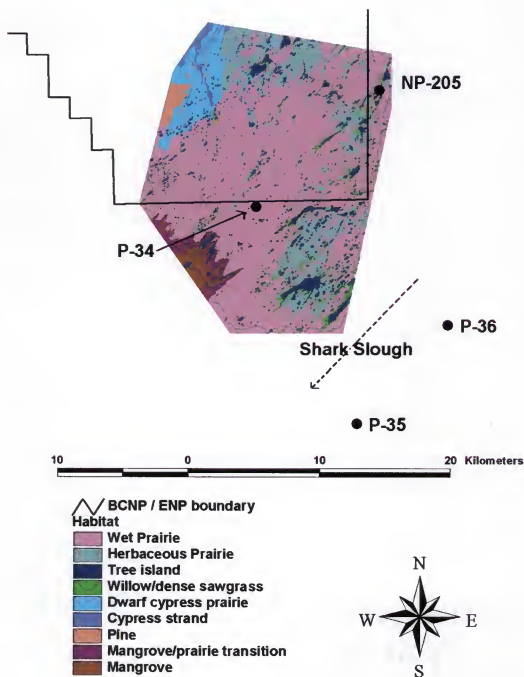 NP-205
P-34
P-36
Shark Slough
P-35
10 0 10 20 Kilometers
BCNP / ENP boundary
Habitat
Wet Prairie
Herbaceous Prairie
Tree island
Willow/dense sawgrass
Dwarf cypress prairie
Cypress strand
Pine
Mangrove/prairie transition
Mangrove
N
W E
S